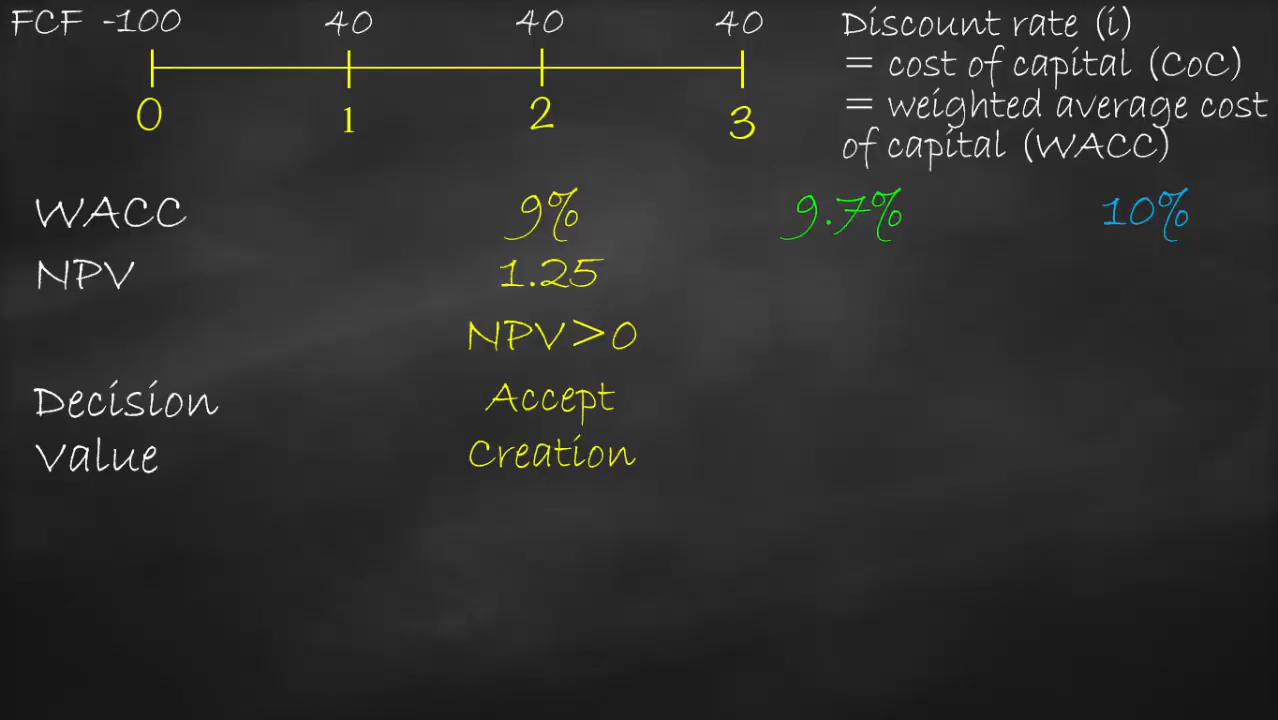 FCF -100 40 40 40
0 1 2 3
Discount rate (i)
= cost of capital (CoC)
= weighted average cost
of capital (WACC)
WACC 9% 9.7% 10%
NPV 1.25
NPV>0
Decision Accept
Value Creation